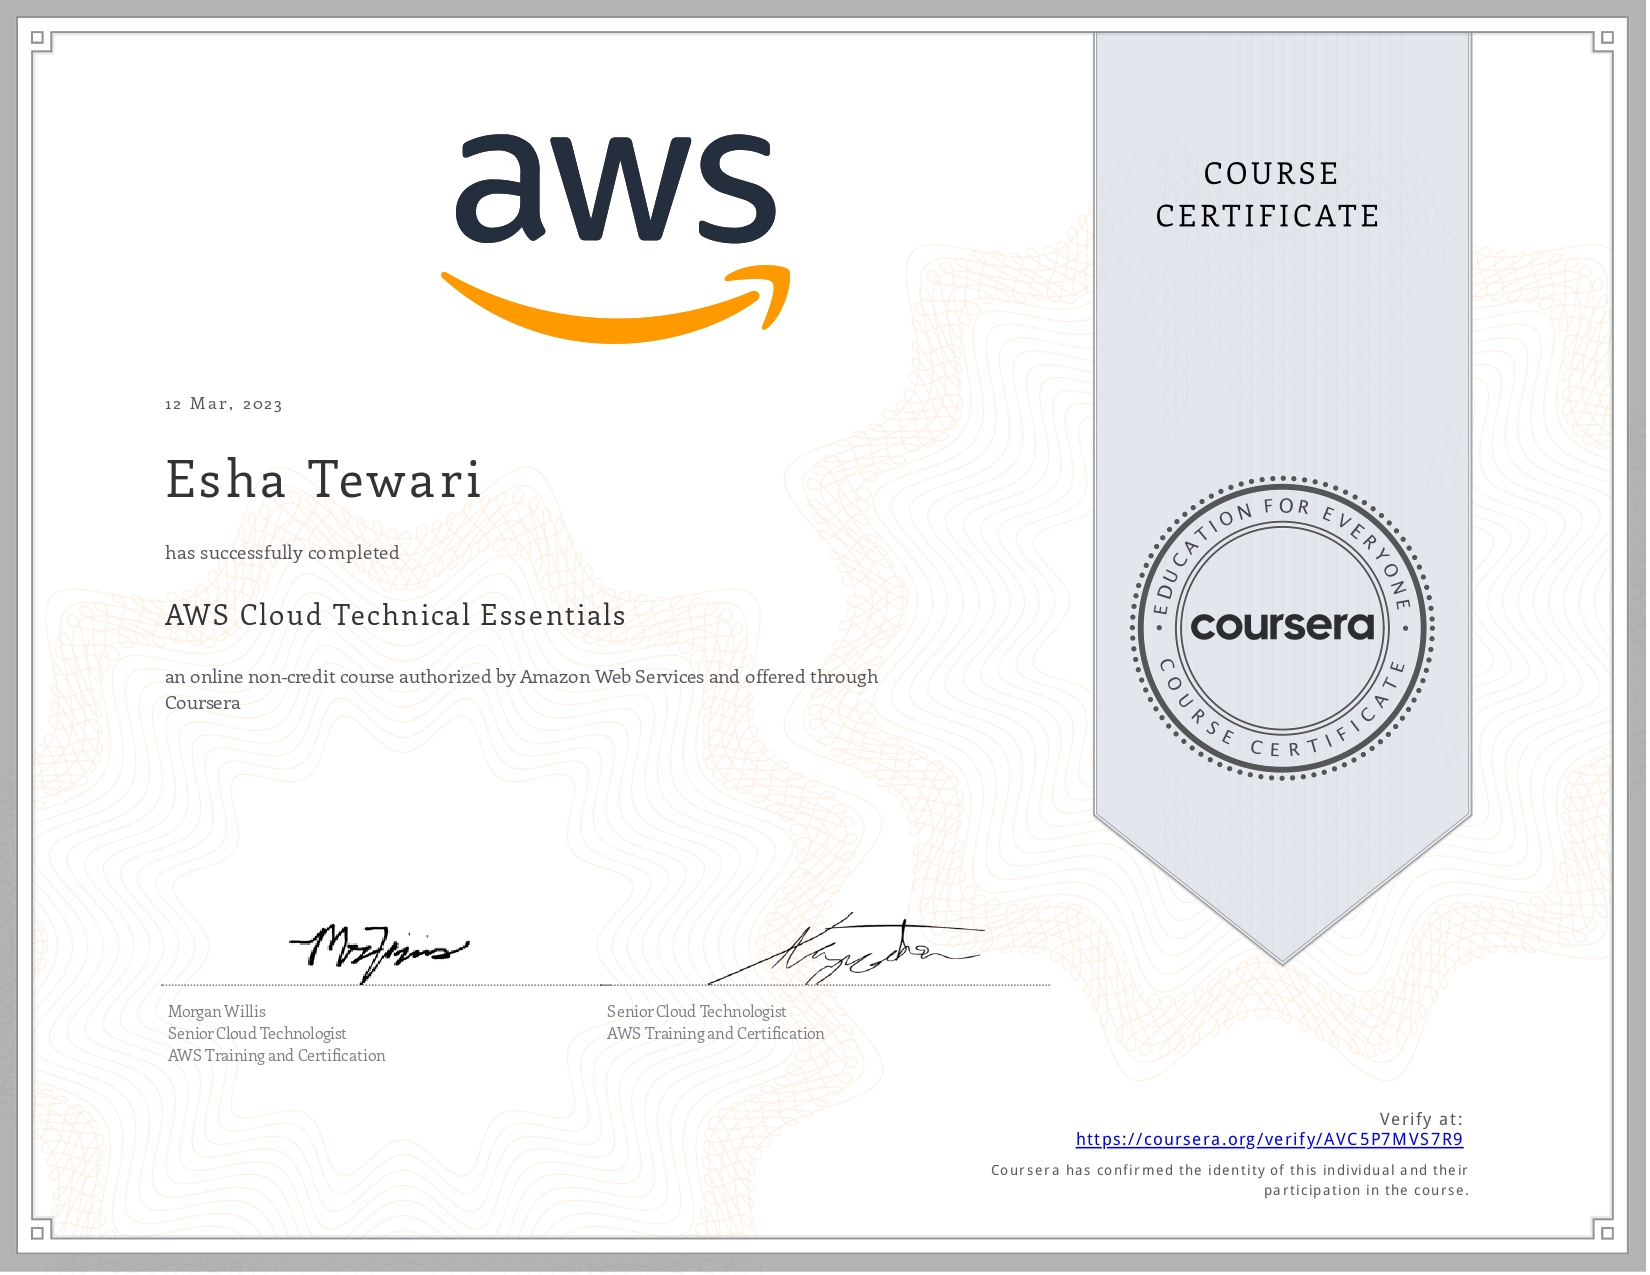 aws
COURSE
CERTIFICATE
12 Mar, 2023
Esha Tewari
has successfully completed
AWS Cloud Technical Essentials
an online non-credit course authorized by Amazon Web Services and offered through
Coursera
EDUCATION FOR EVERYONE
coursera
COURSE CERTIFICATE
Morgan Willis
Senior Cloud Technologist
AWS Training and Certification
Senior Cloud Technologist
AWS Training and Certification
Verify at:
https://coursera.org/verify/AVC5P7MVS7R9
Coursera has confirmed the identity of this individual and their
participation in the course.